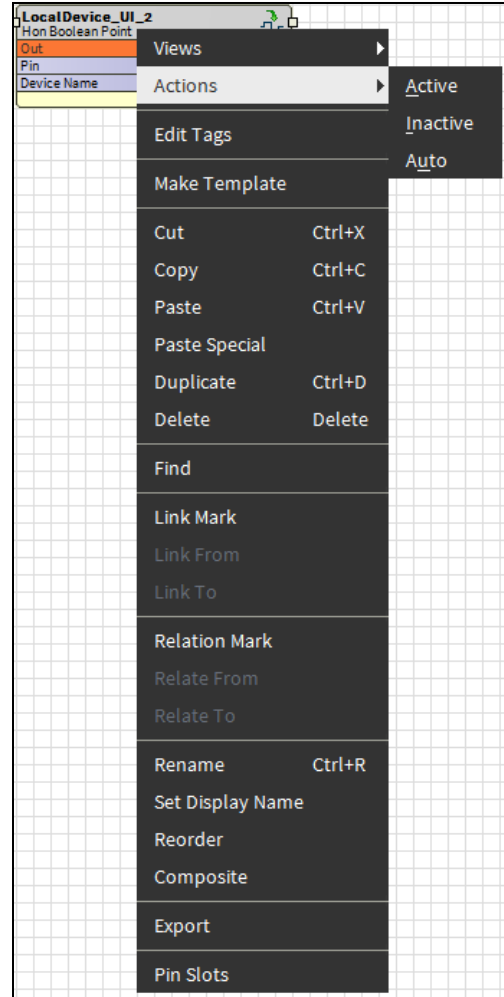 LocalDevice_UI_2
Hon Boolean Point
Out
Pin
Device Name
Views
Actions
Active
Inactive
Auto
Edit Tags
Make Template
Cut Ctrl+X
Copy Ctrl+C
Paste Ctrl+V
Paste Special
Duplicate Ctrl+D
Delete Delete
Find
Link Mark
Link From
Link To
Relation Mark
Relate From
Relate To
Rename Ctrl+R
Set Display Name
Reorder
Composite
Export
Pin Slots